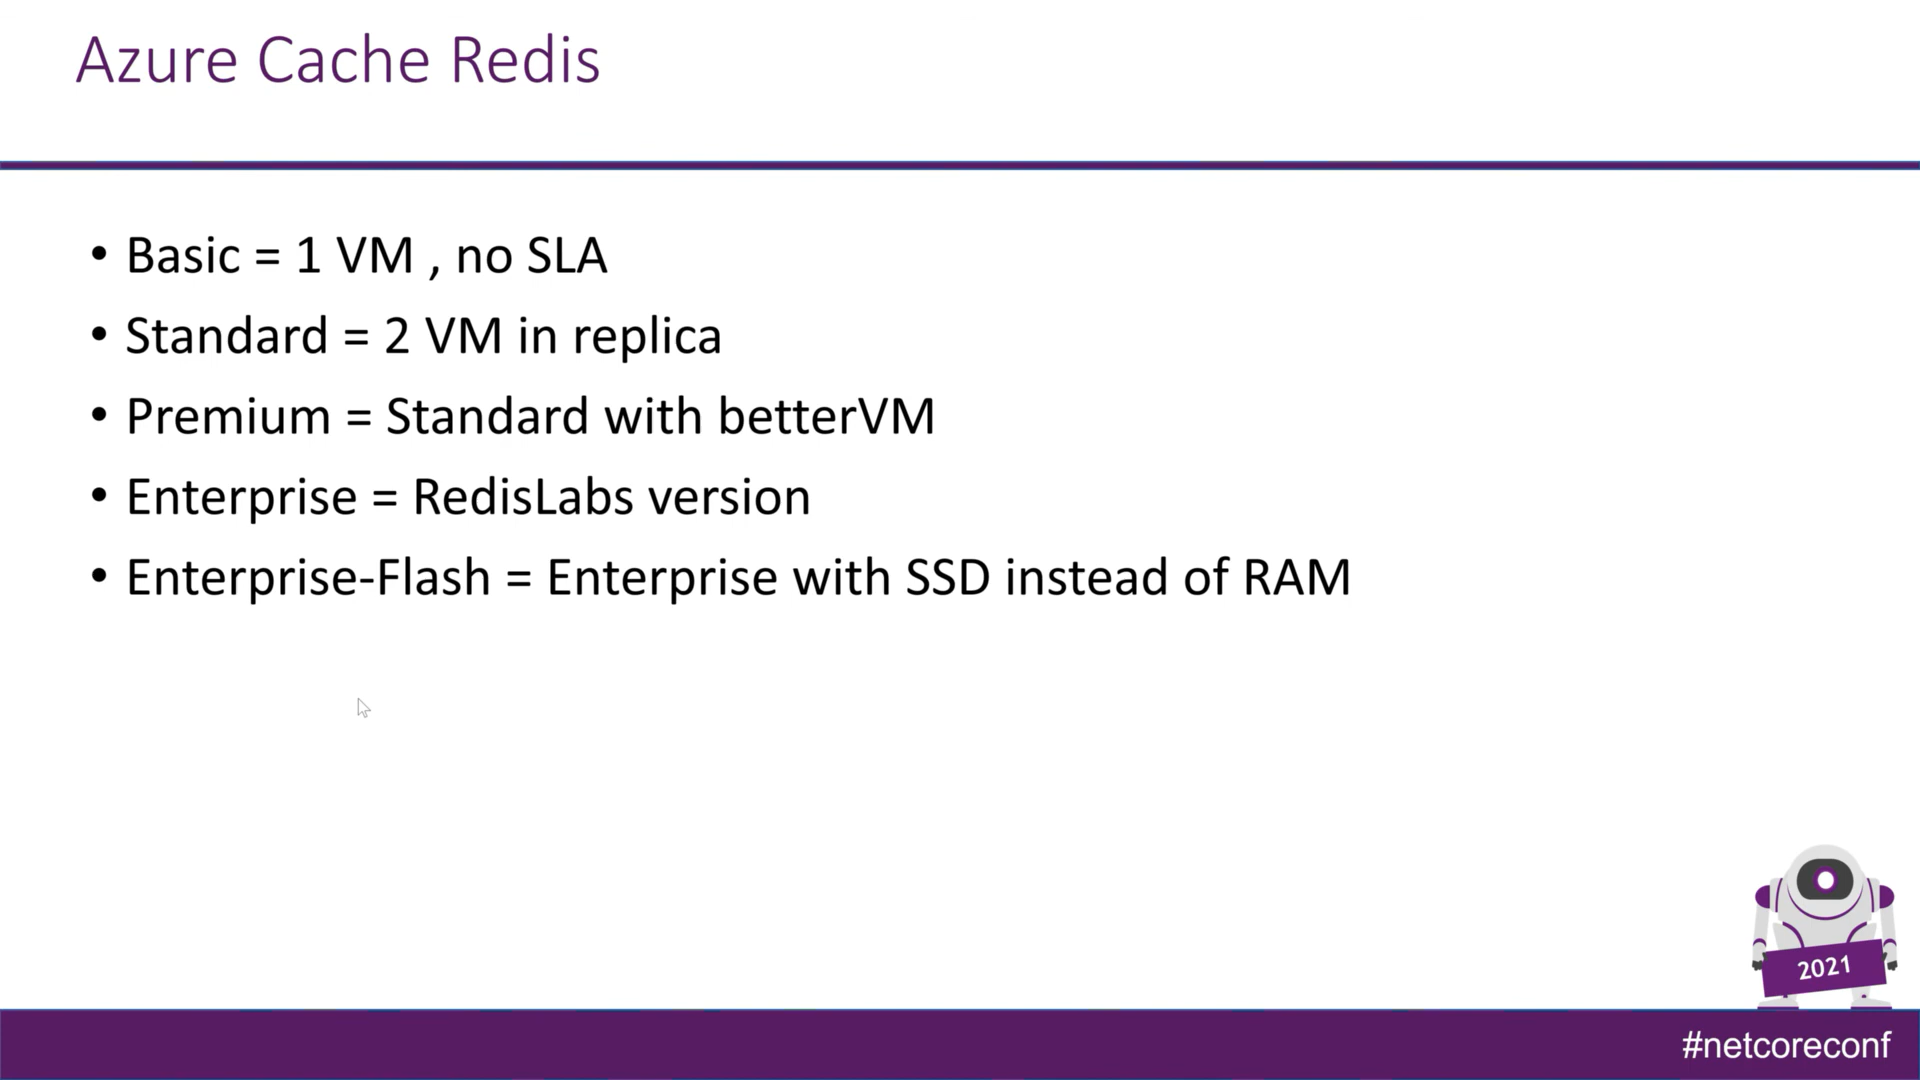 Azure Cache Redis
• Basic = 1 VM , no SLA
• Standard = 2 VM in replica
• Premium = Standard with betterVM
• Enterprise = RedisLabs version
• Enterprise-Flash = Enterprise with SSD instead of RAM
2021
#netcoreconf